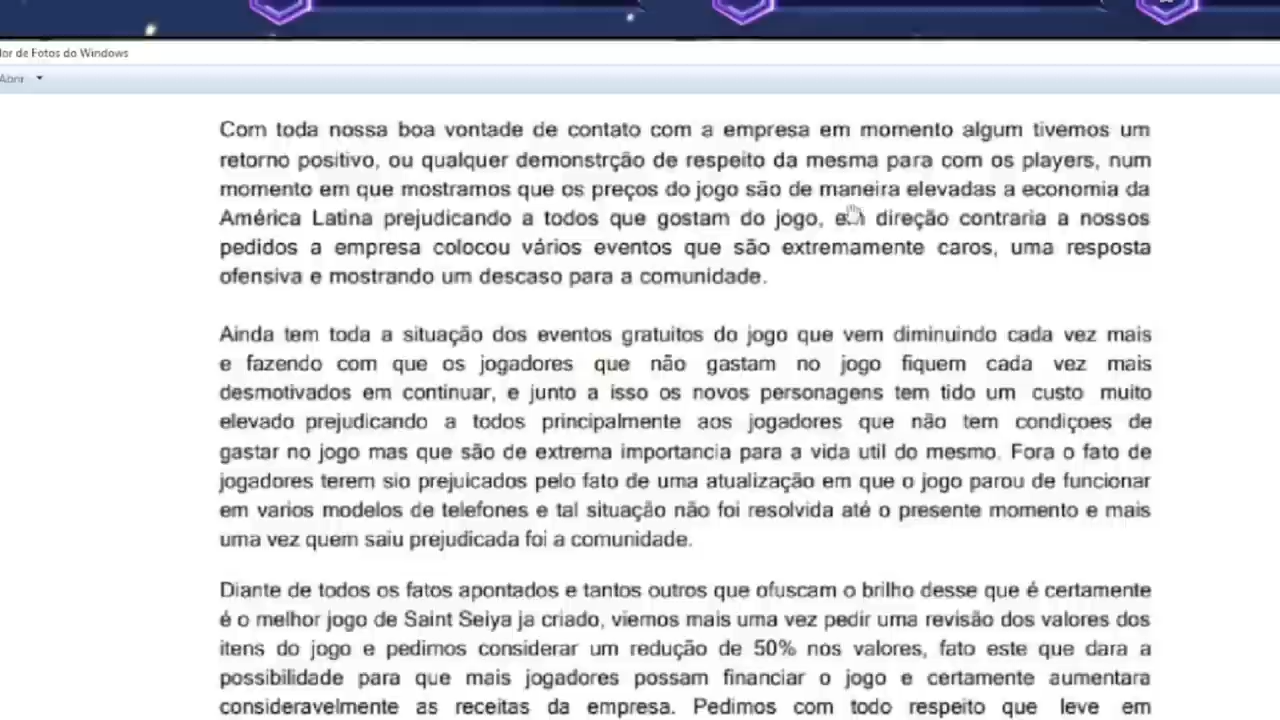 dor de Fotos do Windows
Abrir
Com toda nossa boa vontade de contato com a empresa em momento algum tivemos um
retorno positivo, ou qualquer demonstrção de respeito da mesma para com os players, num
momento em que mostramos que os preços do jogo são de maneira elevadas a economia da
América Latina prejudicando a todos que gostam do jogo, em direção contraria a nossos
pedidos a empresa colocou vários eventos que são extremamente caros, uma resposta
ofensiva e mostrando um descaso para a comunidade.
Ainda tem toda a situação dos eventos gratuitos do jogo que vem diminuindo cada vez mais
e fazendo com que os jogadores que não gastam no jogo fiquem cada vez mais
desmotivados em continuar, e junto a isso os novos personagens tem tido um custo muito
elevado prejudicando a todos principalmente aos jogadores que não tem condiçoes de
gastar no jogo mas que são de extrema importancia para a vida util do mesmo. Fora o fato de
jogadores terem sio prejuicados pelo fato de uma atualização em que o jogo parou de funcionar
em varios modelos de telefones e tal situação não foi resolvida até o presente momento e mais
uma vez quem saiu prejudicada foi a comunidade.
Diante de todos os fatos apontados e tantos outros que ofuscam o brilho desse que é certamente
é o melhor jogo de Saint Seiya ja criado, viemos mais uma vez pedir uma revisão dos valores dos
itens do jogo e pedimos considerar um redução de 50% nos valores, fato este que dara a
possibilidade para que mais jogadores possam financiar o jogo e certamente aumentara
consideravelmente as receitas da empresa. Pedimos com todo respeito que leve em